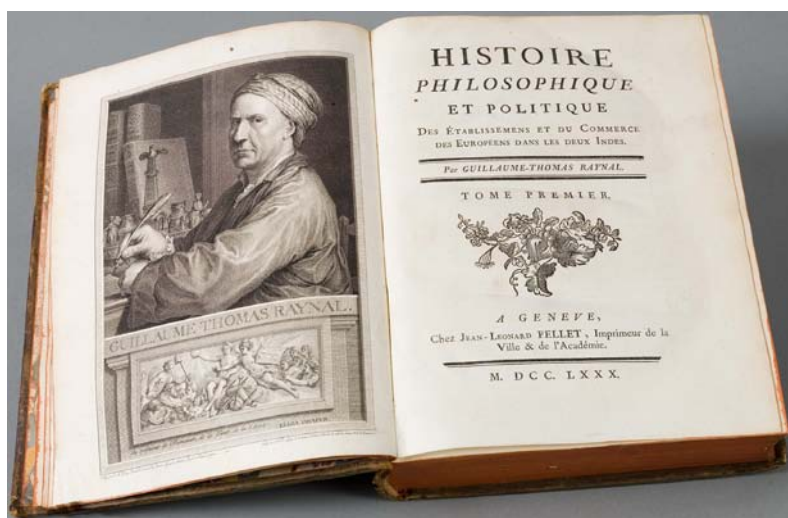 GUILLAUME THOMAS RAYNAL.
HISTOIRE
PHILOSOPHIQUE
ET POLITIQUE
DES ÉTABLISSEMENS ET DU COMMERCE
DES EUROPÉENS DANS LES DEUX INDES.
Par GUILLAUME-THOMAS RAYNAL.
TOME PREMIER.
A GENEVE,
Chez JEAN-LEONARD PELLET, Imprimeur de la
Ville & de l'Académie.
M. DCC. LXXX.